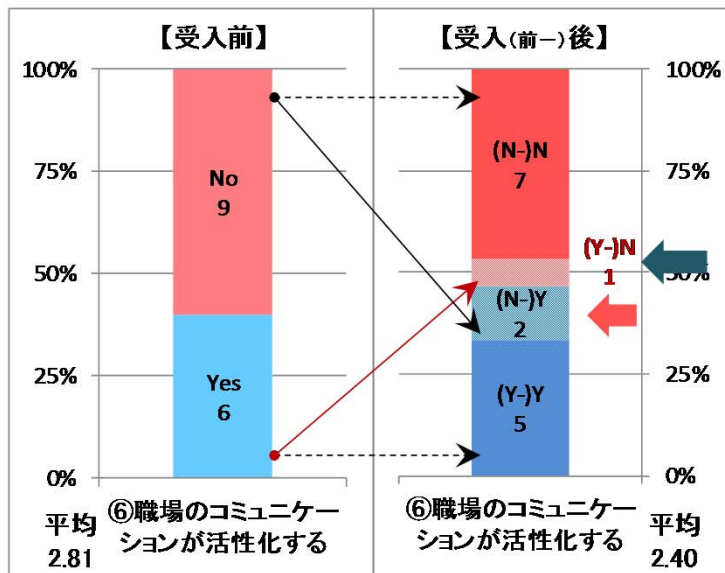 【受入前】
100%
75%
50%
25%
0%
No
9
Yes
6
⑥職場のコミュニケー
ションが活性化する
平均
2.81
【受入(前ー)後】
(N-)N
7
(Y-)N
1
(N-)Y
2
(Y-)Y
5
100%
75%
50%
25%
0%
⑥職場のコミュニケー
ションが活性化する
平均
2.40